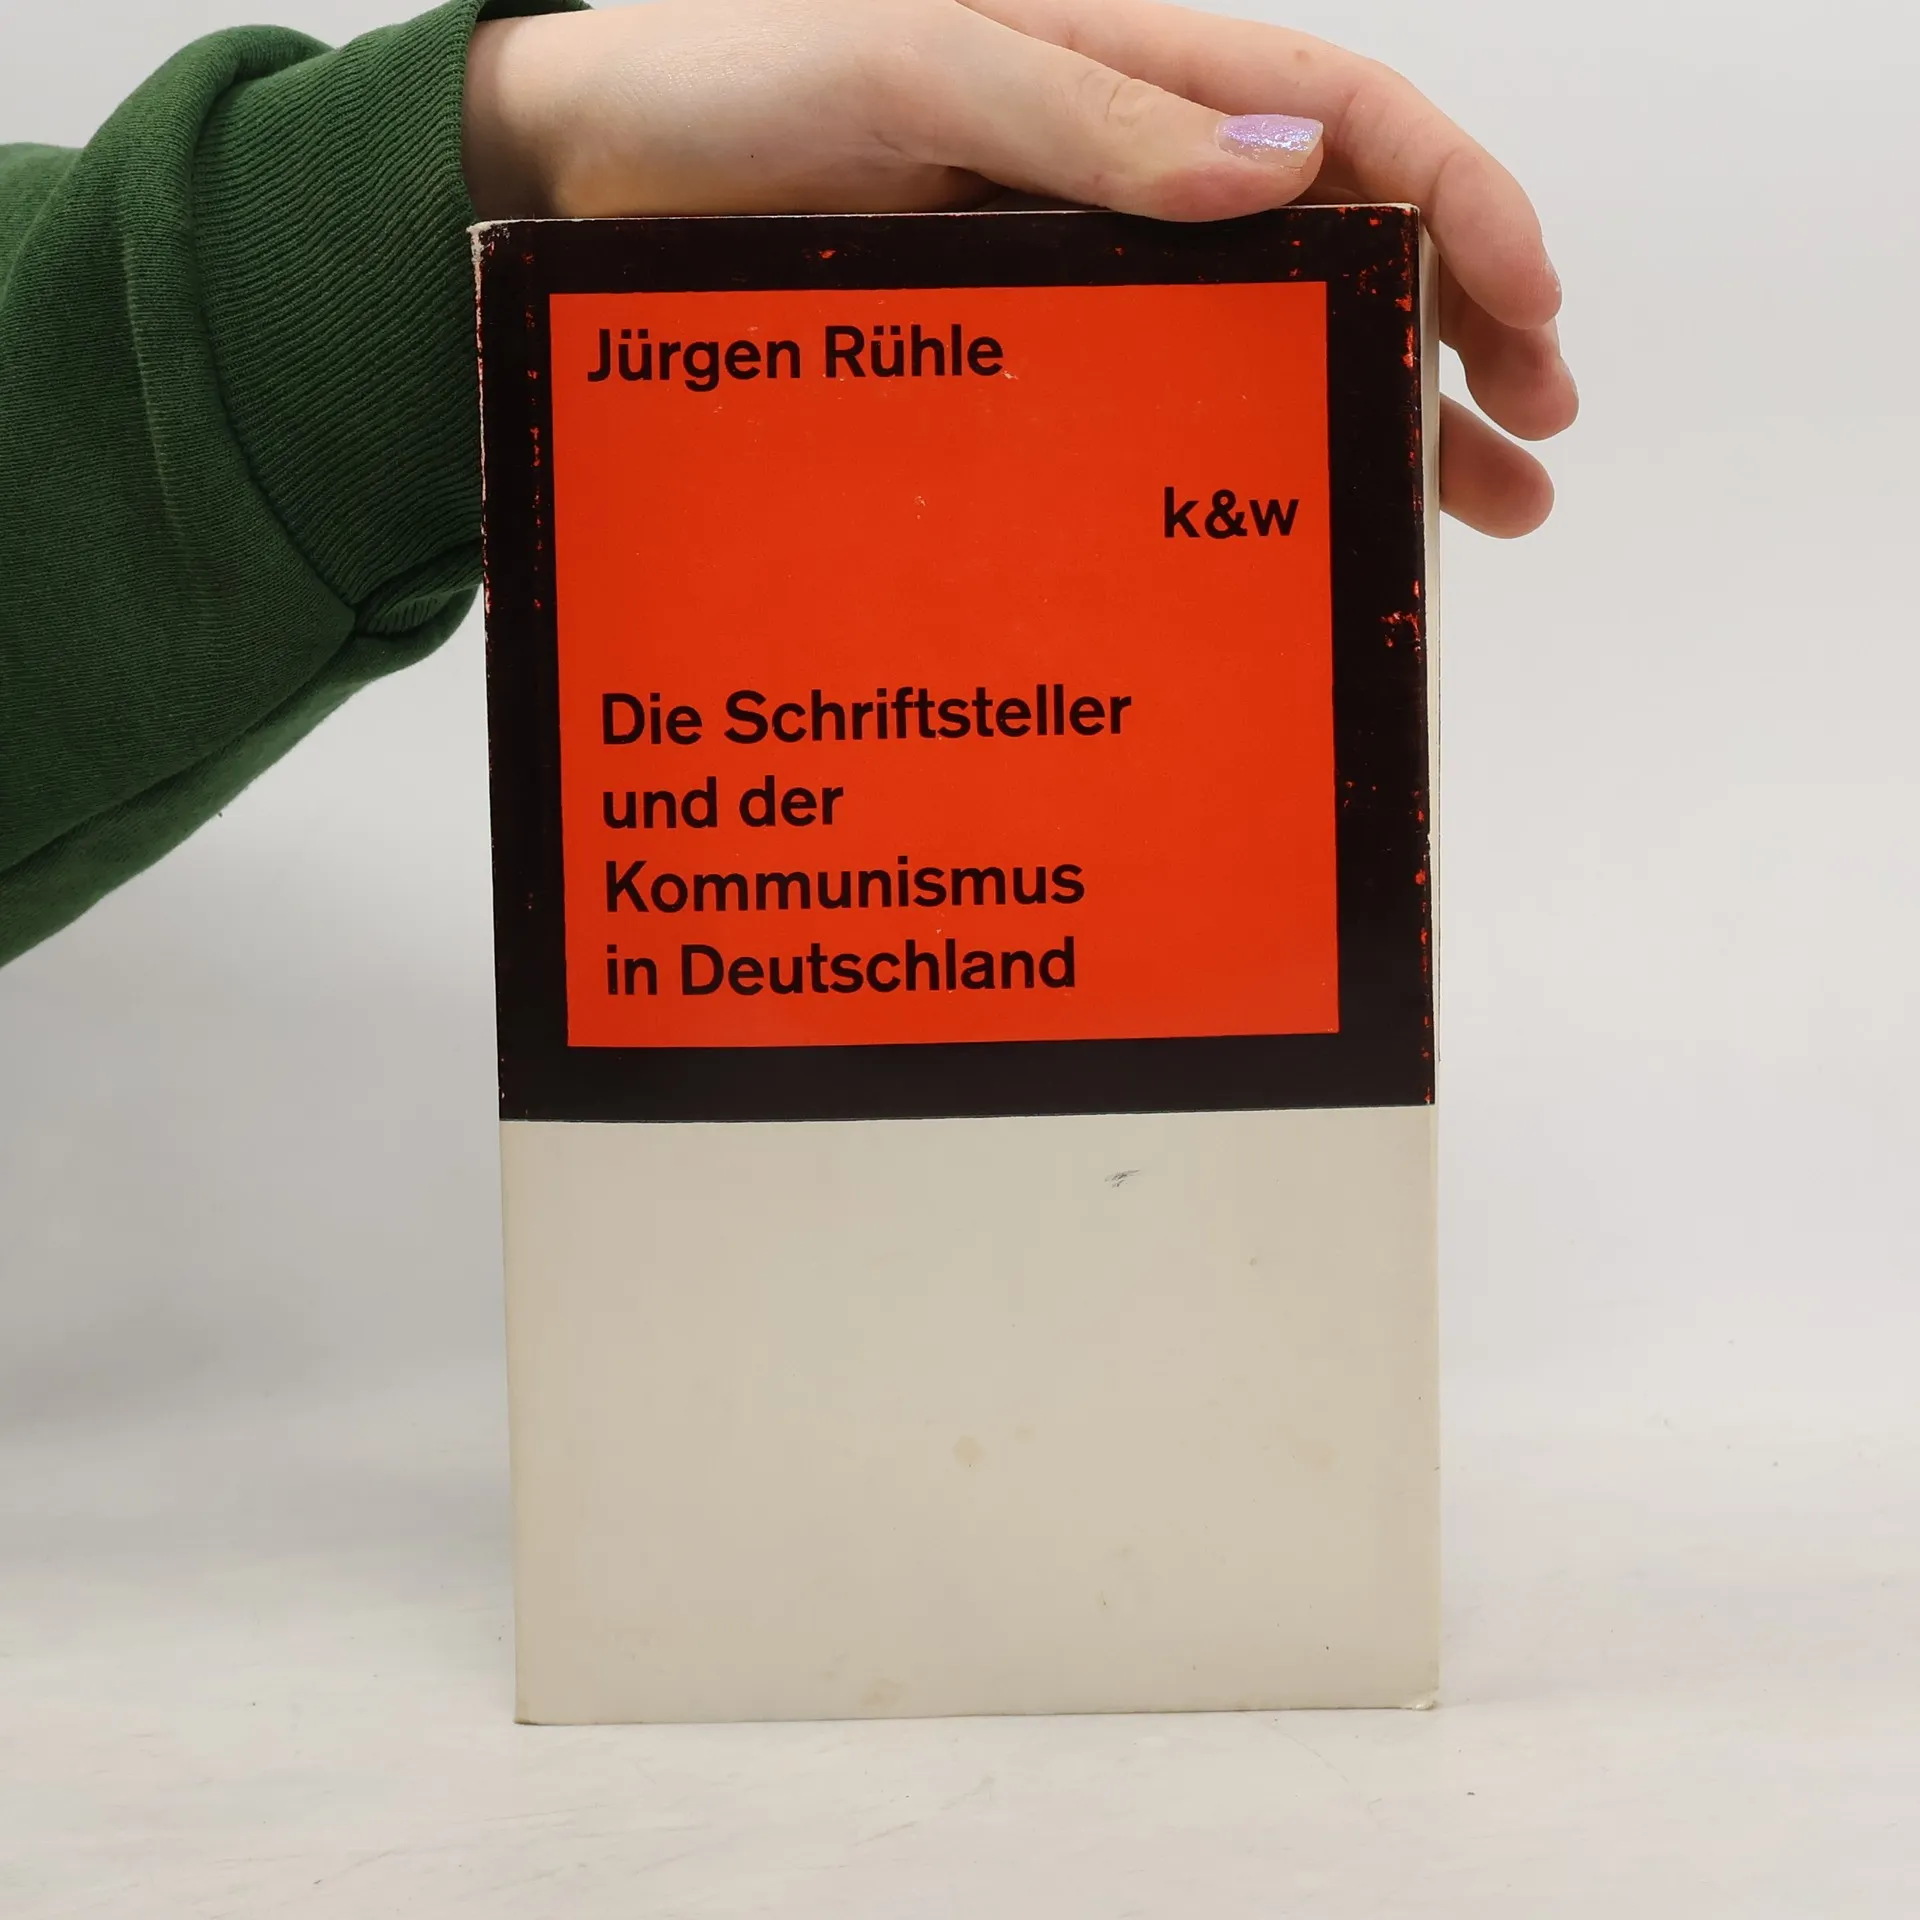 Jürgen Rühle
k&w
Die Schriftsteller
und der
Kommunismus
in Deutschland